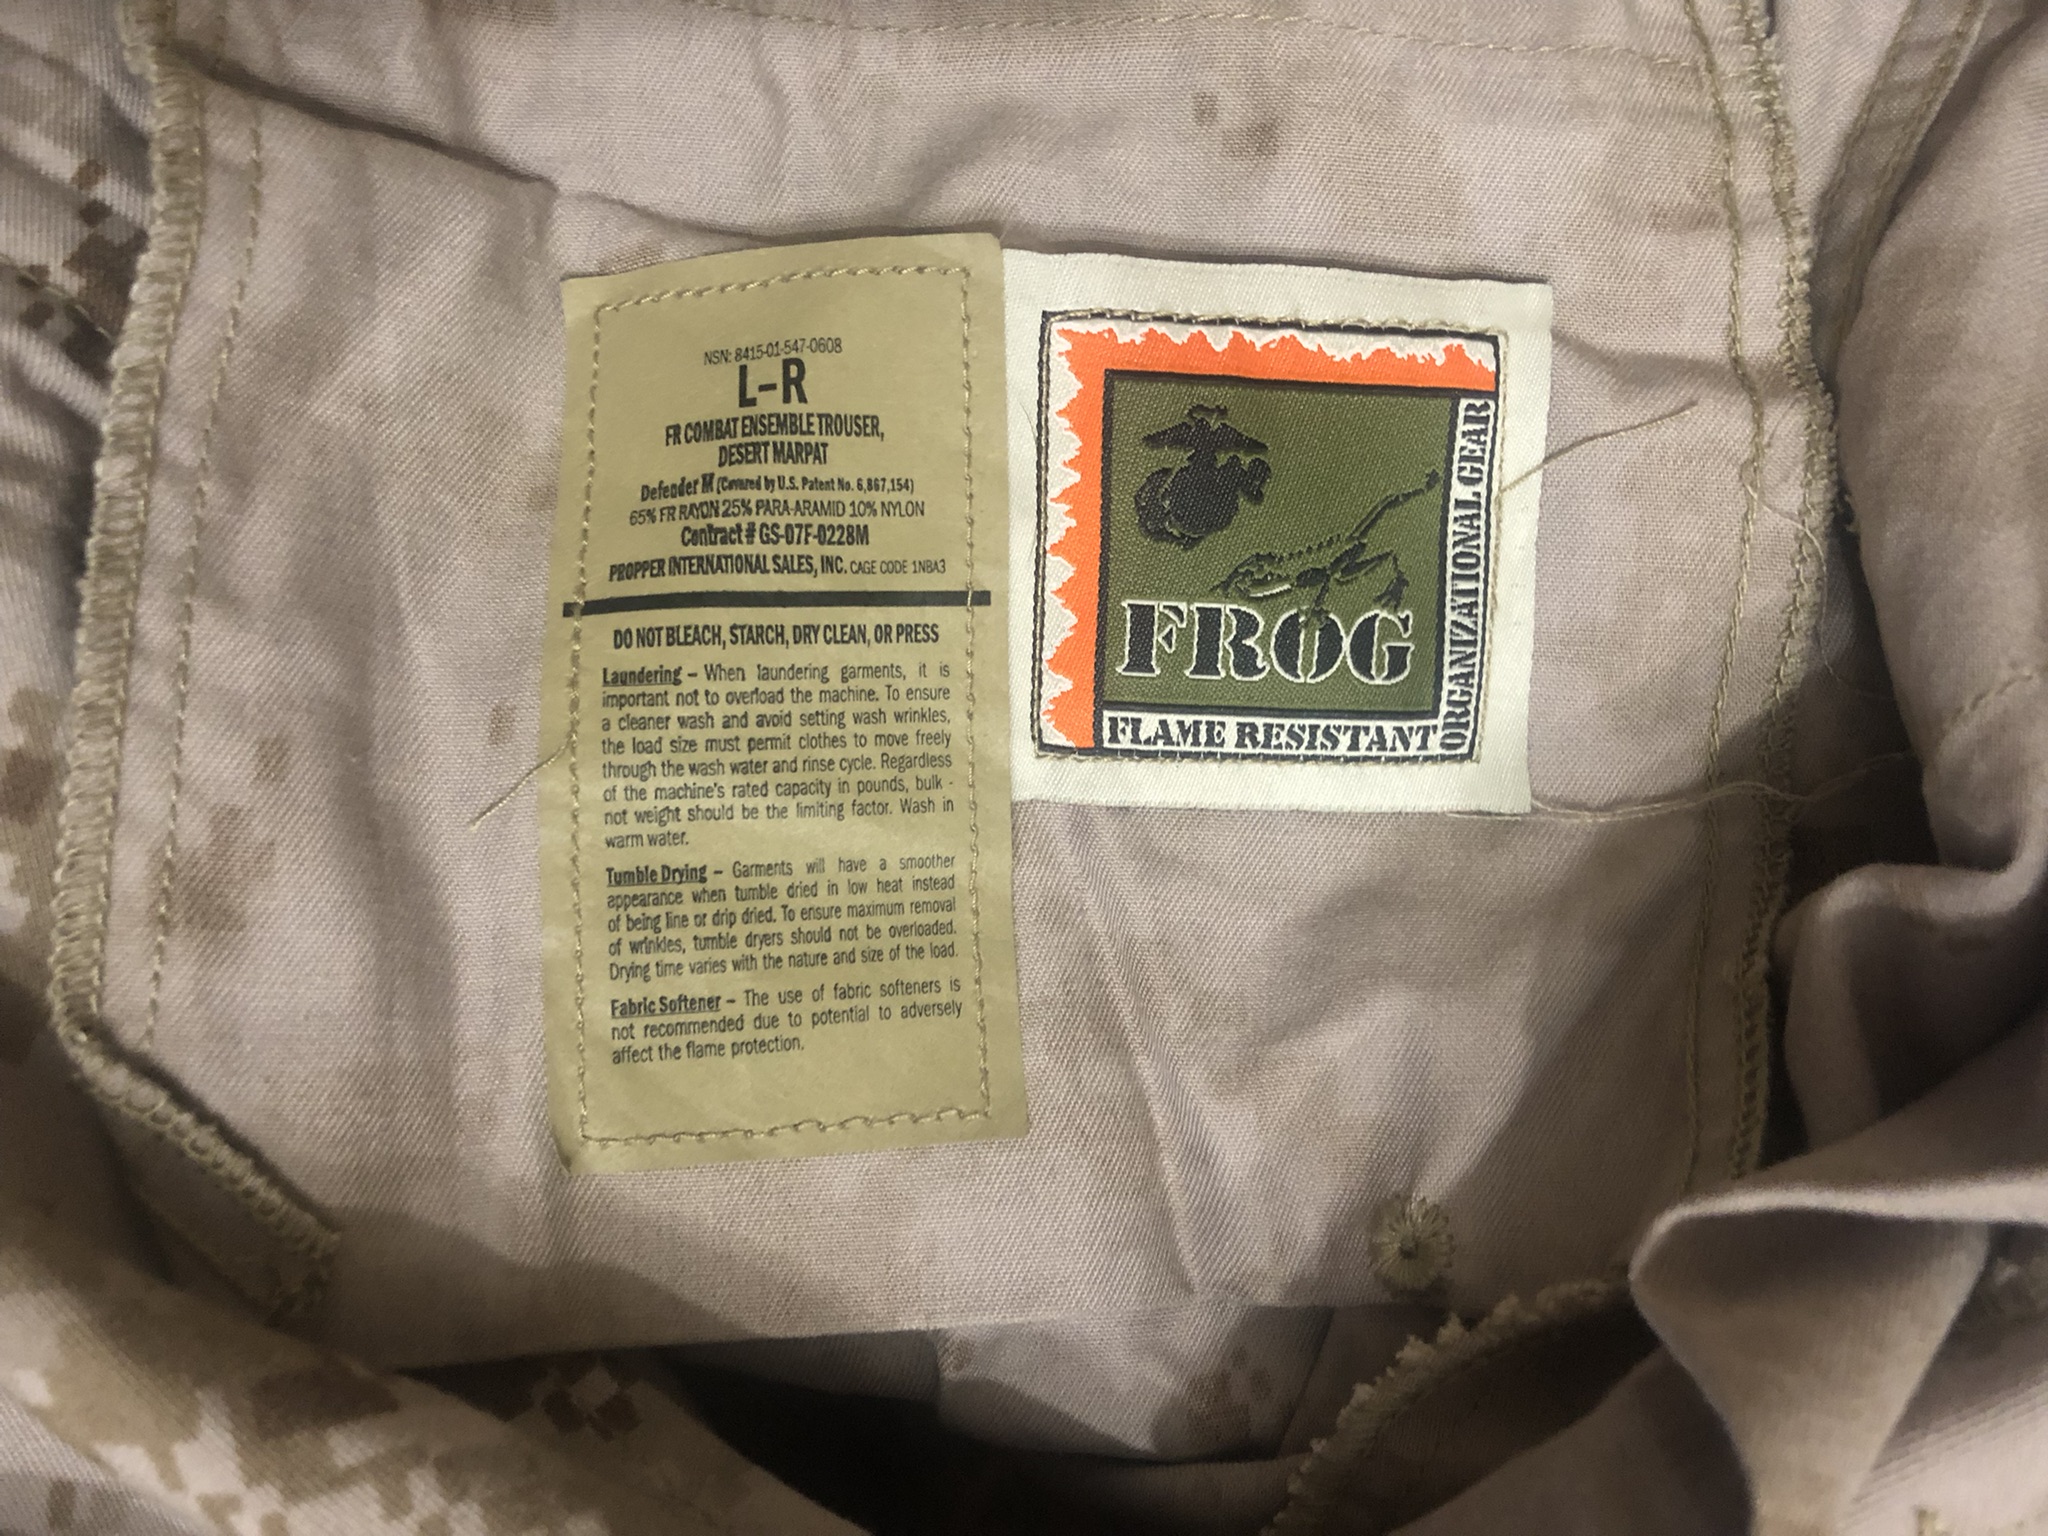 NSN: 8415-01-547-0608
L-R
FR COMBAT ENSEMBLE TROUSER,
DESERT MARPAT
Defender M (Covered by U.S. Patent No. 6,867,154)
65% FR RAYON 25% PARA-ARAMID 10% NYLON
Contract # GS-07F-0228M
PROPPER INTERNATIONAL SALES, INC. CAGE CODE 1NBA3
DO NOT BLEACH, STARCH, DRY CLEAN, OR PRESS
Laundering – When laundering garments, it is
important not to overload the machine. To ensure
a cleaner wash and avoid setting wash wrinkles,
the load size must permit clothes to move freely
through the wash water and rinse cycle. Regardless
of the machine's rated capacity in pounds, bulk -
not weight should be the limiting factor. Wash in
warm water.
Tumble Drying – Garments will have a smoother
appearance when tumble dried in low heat instead
of being line or drip dried. To ensure maximum removal
of wrinkles, tumble dryers should not be overloaded.
Drying time varies with the nature and size of the load.
Fabric Softener – The use of fabric softeners is
not recommended due to potential to adversely
affect the flame protection.
FROG
FLAME RESISTANT
ORGANIZATIONAL GEAR